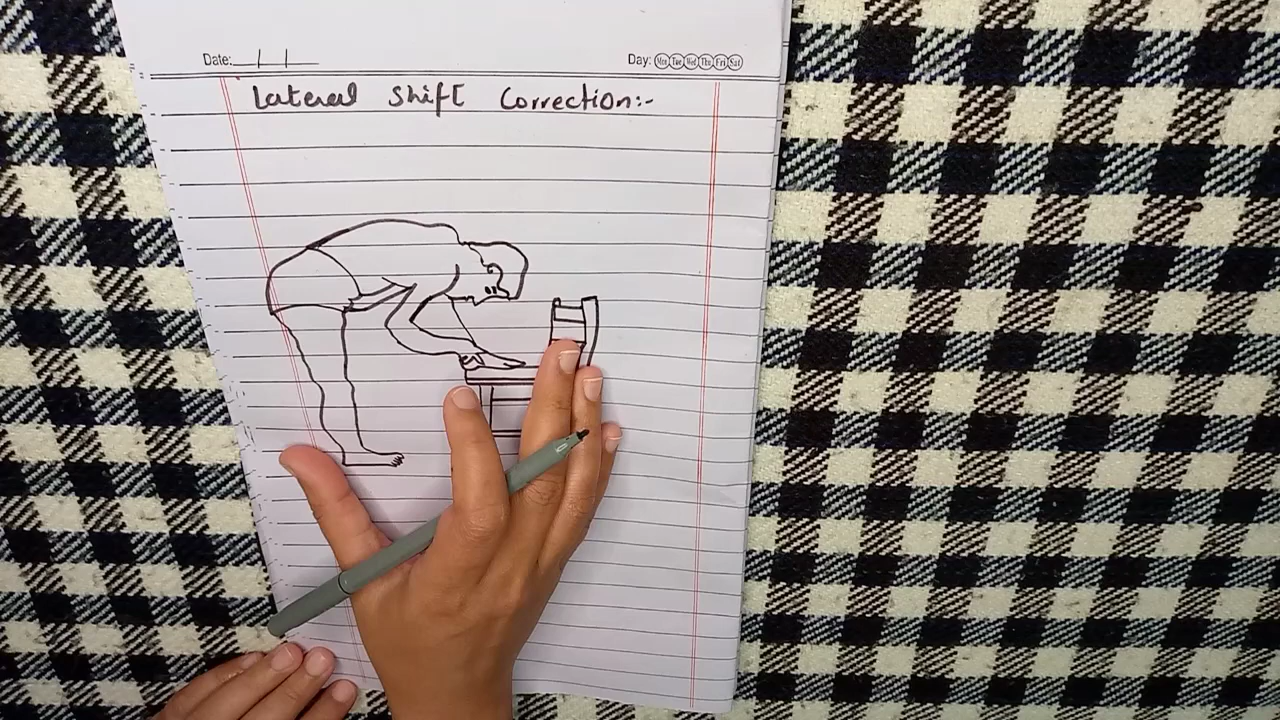 Date: Day: Mon Tue Wed Thu Fri Sat
Lateral Shift Correction:-